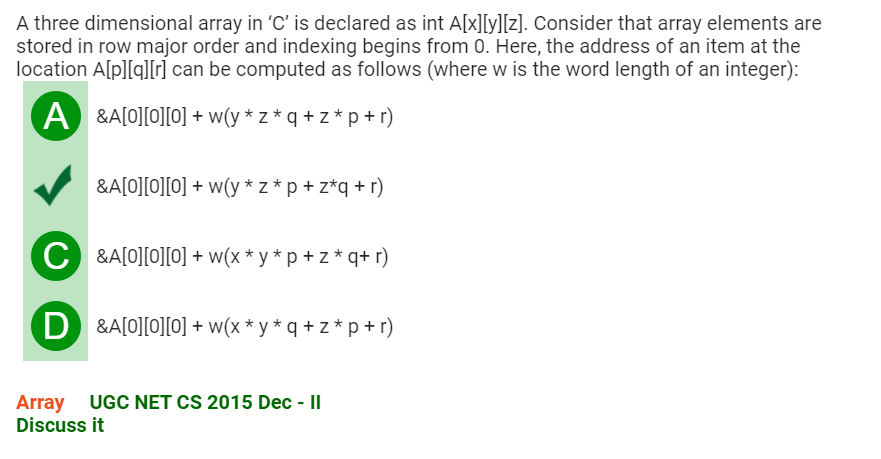 A three dimensional array in ‘C’ is declared as int A[x][y][z]. Consider that array elements are
stored in row major order and indexing begins from 0. Here, the address of an item at the
location A[p][q][r] can be computed as follows (where w is the word length of an integer):
A &A[0][0][0] + w(y * z * q + z * p + r)
&A[0][0][0] + w(y * z * p + z*q + r)
C &A[0][0][0] + w(x * y * p + z * q+ r)
D &A[0][0][0] + w(x * y * q + z * p + r)
Array UGC NET CS 2015 Dec - II
Discuss it